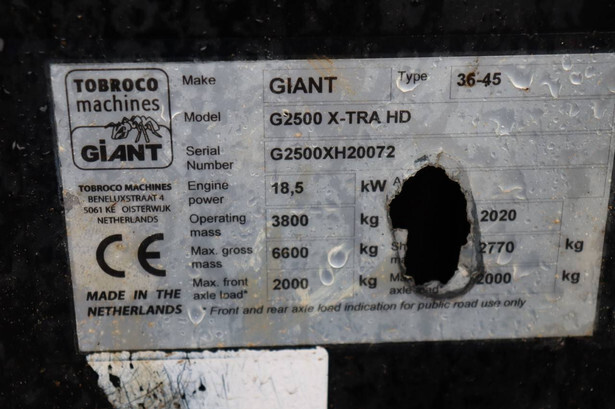 TOBROCO
machines
GiANT
TOBROCO MACHINES
BENELUXSTRAAT 4
5061 KE OISTERWIJK
NETHERLANDS
CE
MADE IN THE
NETHERLANDS
Make GIANT Type 36-45
Model G2500 X-TRA HD
Serial
Number G2500XH20072
Engine
power 18,5 kW
Operating
mass 3800 kg 2020
Max. gross
mass 6600 kg 2770 kg
Max. front
axle load* 2000 kg axle load* 2000 kg
* Front and rear axle load indication for public road use only